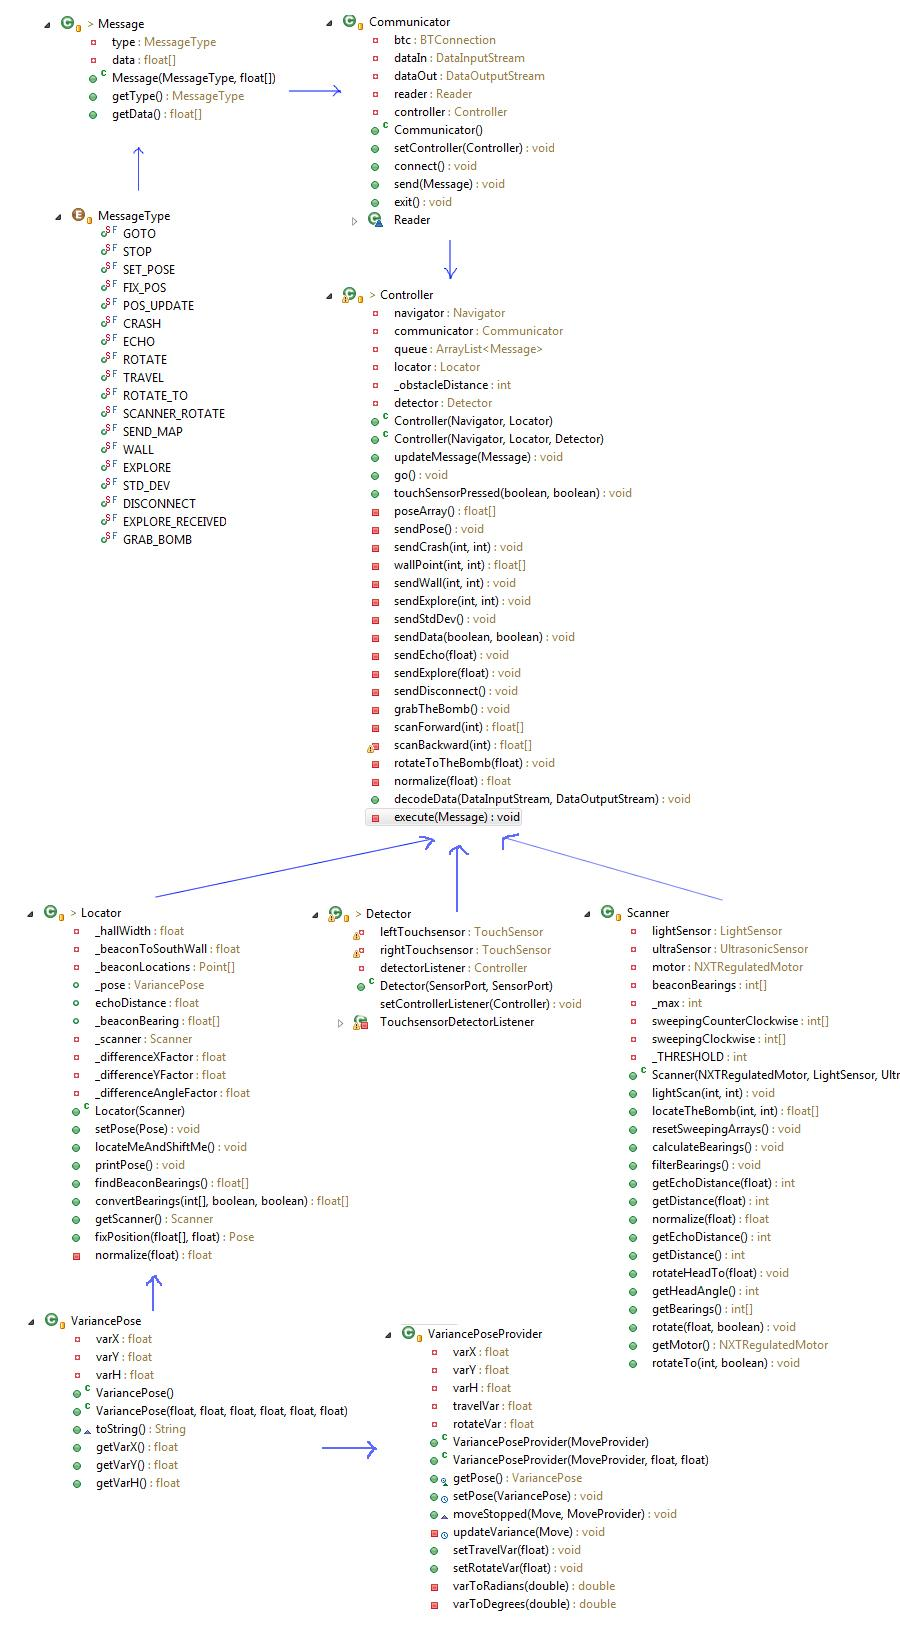 > Message
type : MessageType
data : float[]
Message(MessageType, float[])
getType() : MessageType
getData() : float[]
Communicator
btc : BTConnection
dataIn : DataInputStream
dataOut : DataOutputStream
reader : Reader
controller : Controller
Communicator()
setController(Controller) : void
connect() : void
send(Message) : void
exit() : void
Reader
MessageType
GOTO
STOP
SET_POSE
FIX_POS
POS_UPDATE
CRASH
ECHO
ROTATE
TRAVEL
ROTATE_TO
SCANNER_ROTATE
SEND_MAP
WALL
EXPLORE
STD_DEV
DISCONNECT
EXPLORE_RECEIVED
GRAB_BOMB
> Controller
navigator : Navigator
communicator : Communicator
queue : ArrayList<Message>
locator : Locator
_obstacleDistance : int
detector : Detector
Controller(Navigator, Locator)
Controller(Navigator, Locator, Detector)
updateMessage(Message) : void
go() : void
touchSensorPressed(boolean, boolean) : void
poseArray() : float[]
sendPose() : void
sendCrash(int, int) : void
wallPoint(int, int) : float[]
sendWall(int, int) : void
sendExplore(int, int) : void
sendStdDev() : void
sendData(boolean, boolean) : void
sendEcho(float) : void
sendExplore(float) : void
sendDisconnect() : void
grabTheBomb() : void
scanForward(int) : float[]
scanBackward(int) : float[]
rotateToTheBomb(float) : void
normalize(float) : float
decodeData(DataInputStream, DataOutputStream) : void
execute(Message) : void
> Locator
_hallWidth : float
_beaconToSouthWall : float
_beaconLocations : Point[]
_pose : VariancePose
echoDistance : float
_beaconBearing : float[]
_scanner : Scanner
_differenceXFactor : float
_differenceYFactor : float
_differenceAngleFactor : float
Locator(Scanner)
setPose(Pose) : void
locateMeAndShiftMe() : void
printPose() : void
findBeaconBearings() : float[]
convertBearings(int[], boolean, boolean) : float[]
getScanner() : Scanner
fixPosition(float[], float) : Pose
normalize(float) : float
> Detector
leftTouchsensor : TouchSensor
rightTouchsensor : TouchSensor
detectorListener : Controller
Detector(SensorPort, SensorPort)
setControllerListener(Controller) : void
TouchsensorDetectorListener
Scanner
lightSensor : LightSensor
ultraSensor : UltrasonicSensor
motor : NXTRegulatedMotor
beaconBearings : int[]
_max : int
sweepingCounterClockwise : int[]
sweepingClockwise : int[]
_THRESHOLD : int
Scanner(NXTRegulatedMotor, LightSensor, Ultr
lightScan(int, int) : void
locateTheBomb(int, int) : float[]
resetSweepingArrays() : void
calculateBearings() : void
filterBearings() : void
getEchoDistance(float) : int
getDistance(float) : int
normalize(float) : float
getEchoDistance() : int
getDistance() : int
rotateHeadTo(float) : void
getHeadAngle() : int
getBearings() : int[]
rotate(float, boolean) : void
getMotor() : NXTRegulatedMotor
rotateTo(int, boolean) : void
VariancePose
varX : float
varY : float
varH : float
VariancePose()
VariancePose(float, float, float, float, float, float)
toString() : String
getVarX() : float
getVarY() : float
getVarH() : float
VariancePoseProvider
varX : float
varY : float
varH : float
travelVar : float
rotateVar : float
VariancePoseProvider(MoveProvider)
VariancePoseProvider(MoveProvider, float, float)
getPose() : VariancePose
setPose(VariancePose) : void
moveStopped(Move, MoveProvider) : void
updateVariance(Move) : void
setTravelVar(float) : void
setRotateVar(float) : void
varToRadians(double) : double
varToDegrees(double) : double